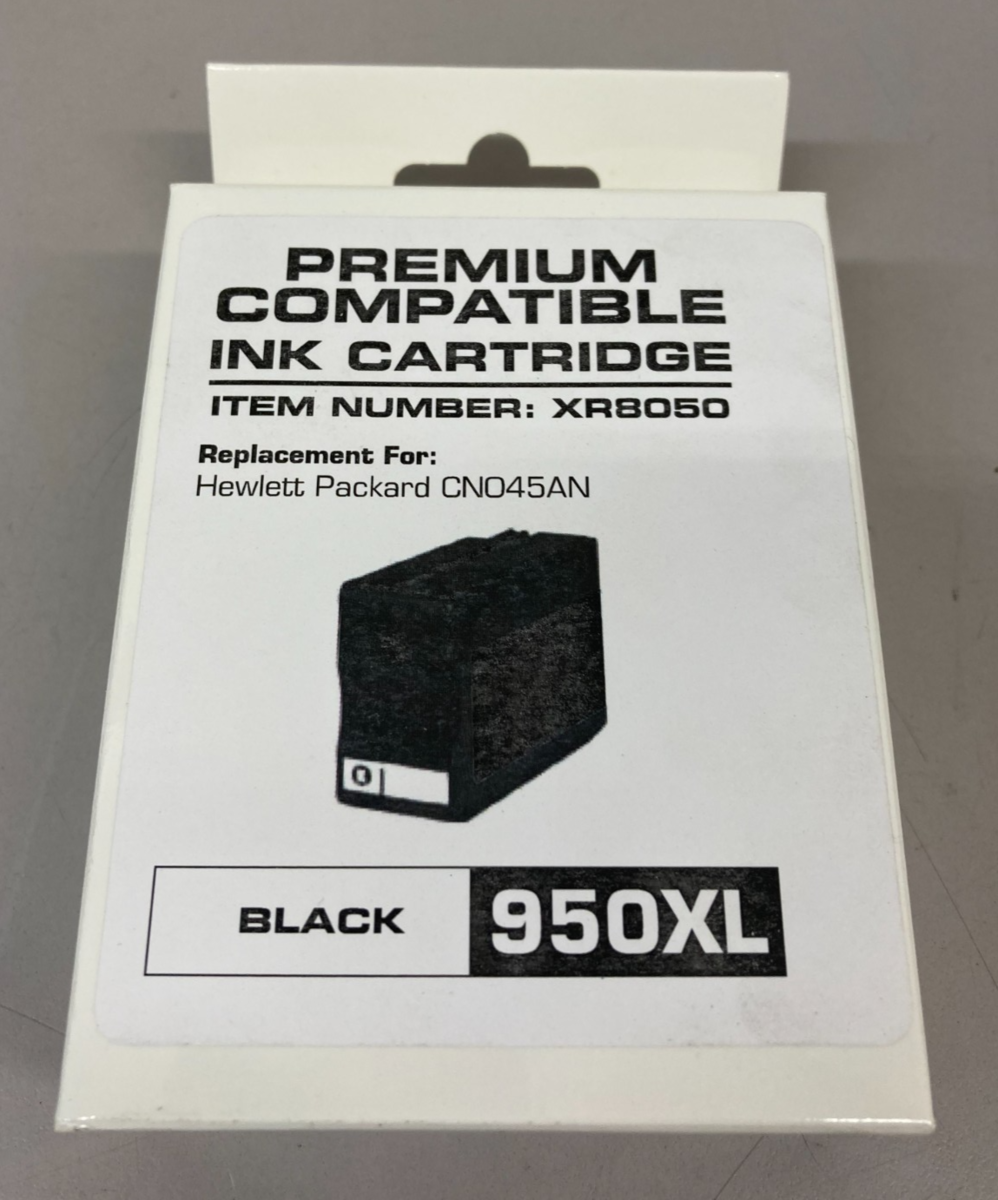 PREMIUM
COMPATIBLE
INK CARTRIDGE
ITEM NUMBER: XR8050
Replacement For:
Hewlett Packard CN045AN
K
BLACK
950XL